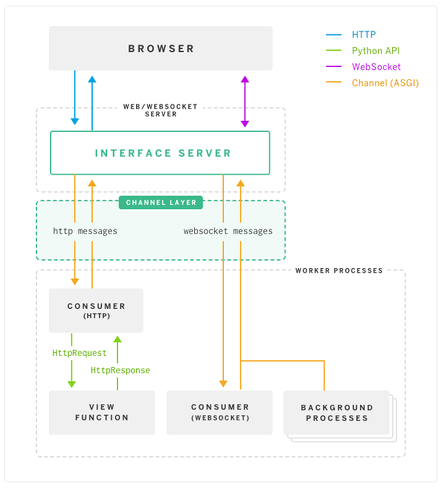 BROWSER
HTTP
Python API
WebSocket
Channel (ASGI)
WEB/WEBSOCKET
SERVER
INTERFACE SERVER
CHANNEL LAYER
http messages
websocket messages
WORKER PROCESSES
CONSUMER
(HTTP)
HttpRequest
HttpResponse
VIEW
FUNCTION
CONSUMER
(WEBSOCKET)
BACKGROUND
PROCESSES